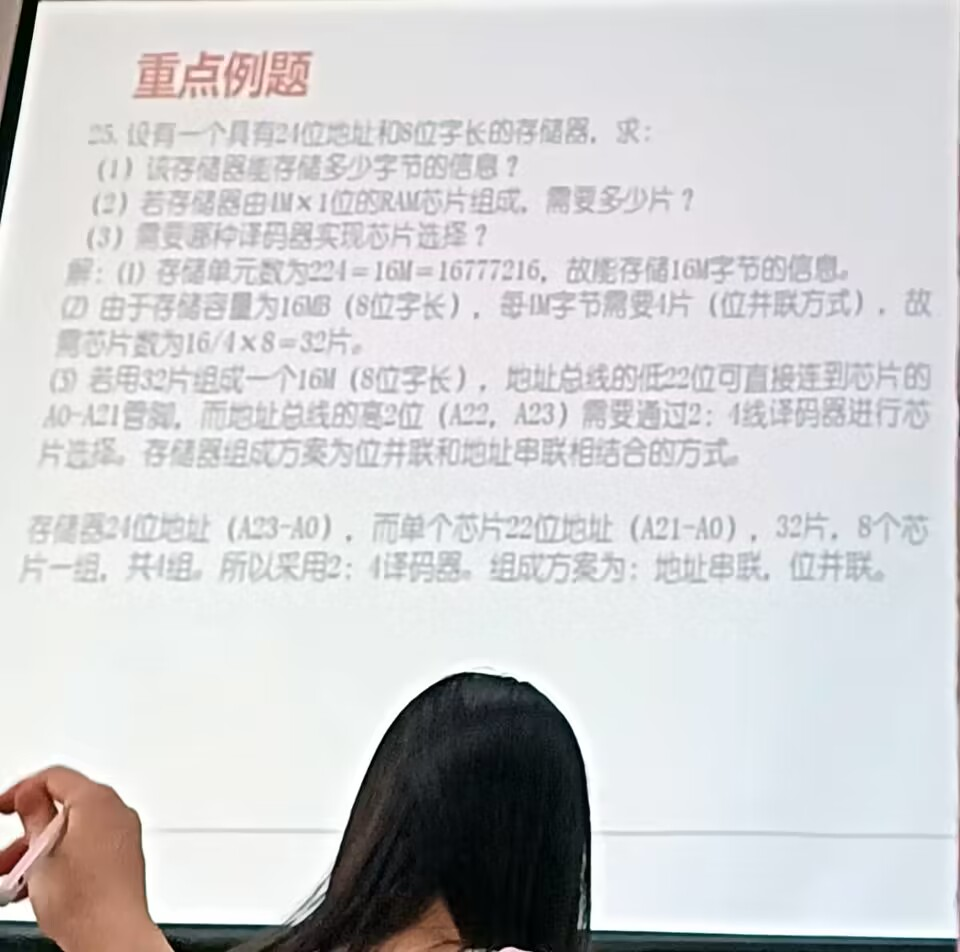 重点例题
25. 设有一个具有24位地址和8位字长的存储器，求：
(1) 该存储器能存储多少字节的信息？
(2) 若存储器由4M×1位的RAM芯片组成，需要多少片？
(3) 需要哪种译码器实现芯片选择？
解：(1) 存储单元数为224＝16M＝16777216，故能存储16M字节的信息。
(2) 由于存储容量为16MB（8位字长），每4M字节需要4片（位并联方式），故
需芯片数为16/4×8＝32片。
(3) 若用32片组成一个16M（8位字长），地址总线的低22位可直接连到芯片的
A0-A21管脚，而地址总线的高2位（A22，A23）需要通过2：4线译码器进行芯
片选择。存储器组成方案为位并联和地址串联相结合的方式。
存储器24位地址（A23-A0），而单个芯片22位地址（A21-A0），32片，8个芯
片一组，共4组。所以采用2：4译码器。组成方案为：地址串联，位并联。